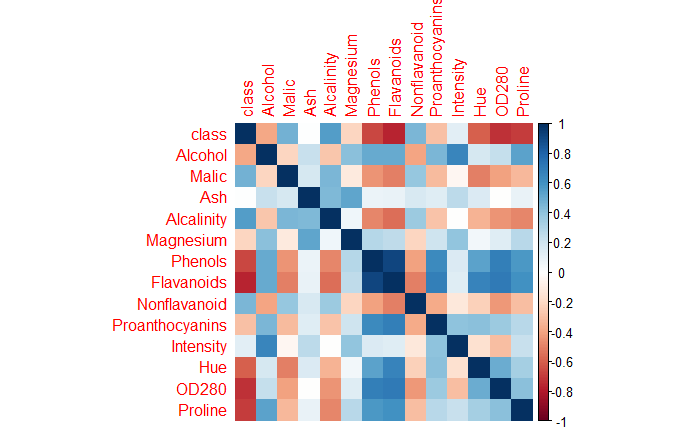 class
Alcohol
Malic
Ash
Alcalinity
Magnesium
Phenols
Flavanoids
Nonflavanoid
Proanthocyanins
Intensity
Hue
OD280
Proline
class
Alcohol
Malic
Ash
Alcalinity
Magnesium
Phenols
Flavanoids
Nonflavanoid
Proanthocyanins
Intensity
Hue
OD280
Proline
1
0.8
0.6
0.4
0.2
0
-0.2
-0.4
-0.6
-0.8
-1